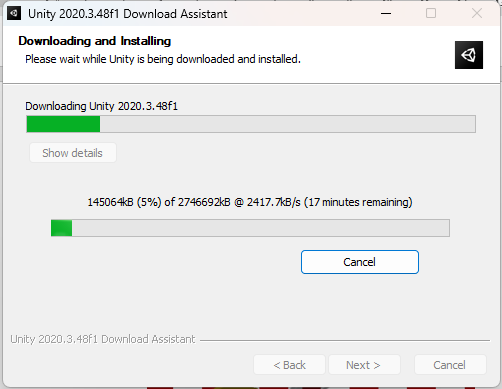 Unity 2020.3.48f1 Download Assistant
Downloading and Installing
Please wait while Unity is being downloaded and installed.
Downloading Unity 2020.3.48f1
Show details
145064kB (5%) of 2746692kB @ 2417.7kB/s (17 minutes remaining)
Cancel
Unity 2020.3.48f1 Download Assistant
< Back
Next >
Cancel